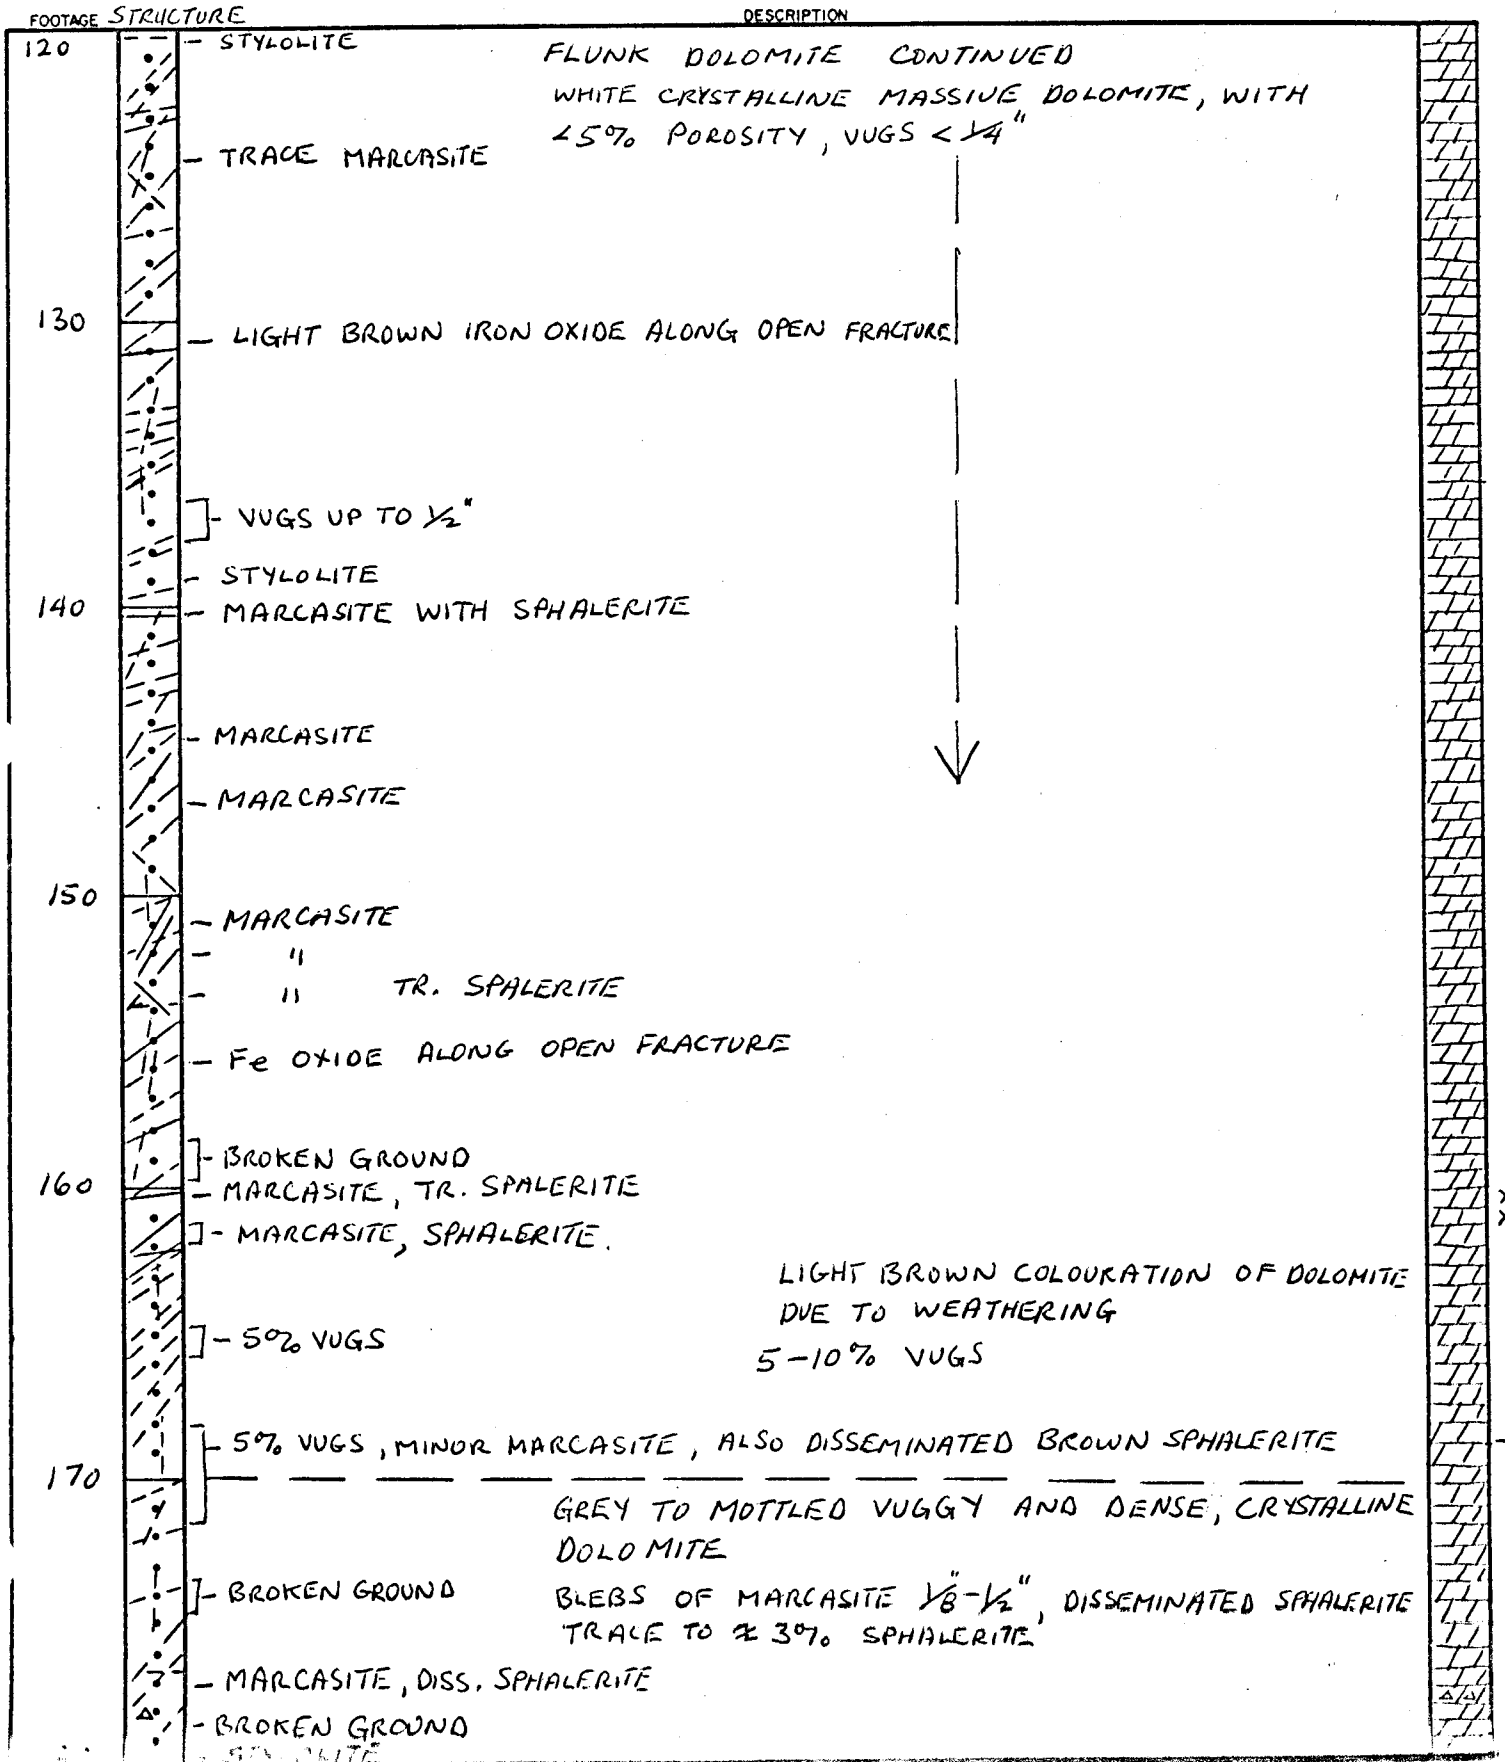 FOOTAGE STRUCTURE DESCRIPTION
120 - STYLOLITE FLUNK DOLOMITE CONTINUED
WHITE CRYSTALLINE MASSIVE DOLOMITE, WITH
<5% POROSITY, VUGS < 1/4"
- TRACE MARCASITE
130
- LIGHT BROWN IRON OXIDE ALONG OPEN FRACTURE
- VUGS UP TO 1/2"
- STYLOLITE
140 - MARCASITE WITH SPHALERITE
- MARCASITE
- MARCASITE
150
- MARCASITE
- "
- " TR. SPALERITE
- Fe OXIDE ALONG OPEN FRACTURE
- BROKEN GROUND
160 - MARCASITE, TR. SPALERITE
- MARCASITE, SPHALERITE.
LIGHT BROWN COLOURATION OF DOLOMITE
DUE TO WEATHERING
- 5% VUGS 5-10% VUGS
- 5% VUGS, MINOR MARCASITE, ALSO DISSEMINATED BROWN SPHALERITE
170
GREY TO MOTTLED VUGGY AND DENSE, CRYSTALLINE
DOLOMITE
- BROKEN GROUND BLEBS OF MARCASITE 1/8"-1/2", DISSEMINATED SPHALERITE
TRACE TO ≈ 3% SPHALERITE
- MARCASITE, DISS. SPHALERITE
- BROKEN GROUND